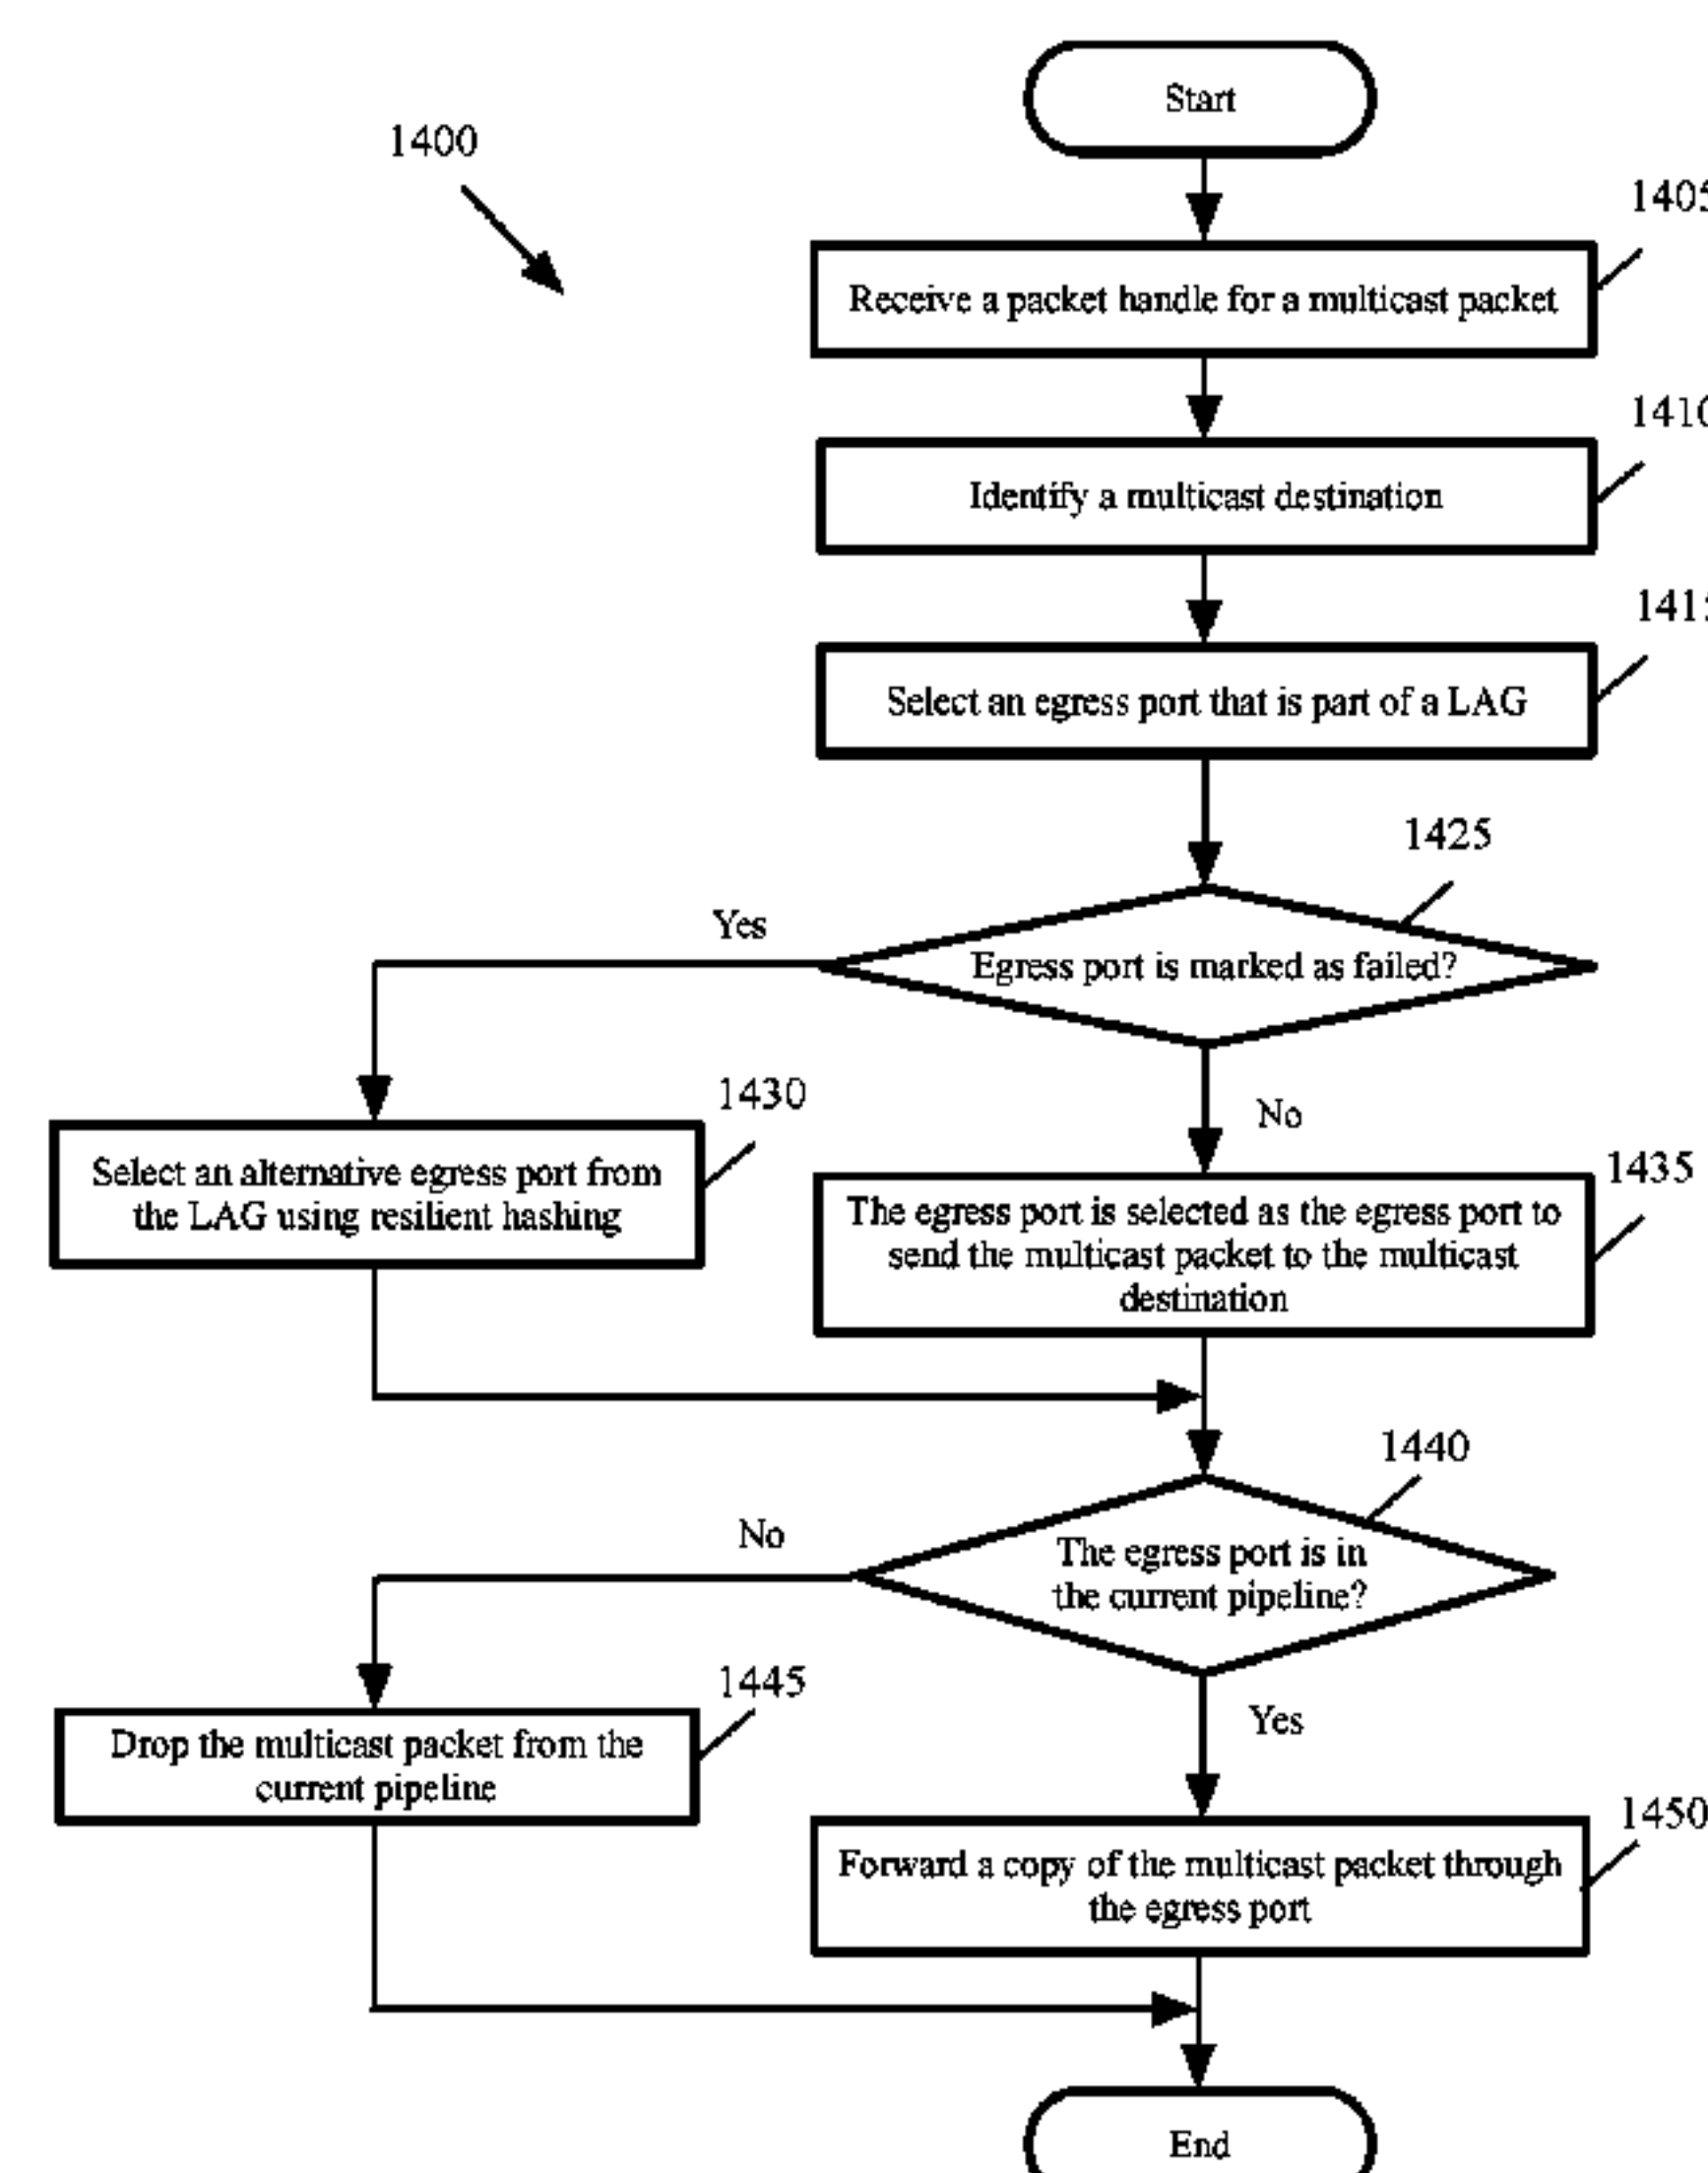 Start
1400
1405
Receive a packet handle for a multicast packet
1410
Identify a multicast destination
1415
Select an egress port that is part of a LAG
1425
Yes
Egress port is marked as failed?
1430
No
Select an alternative egress port from
the LAG using resilient hashing
1435
The egress port is selected as the egress port to
send the multicast packet to the multicast
destination
1440
No
The egress port is in
the current pipeline?
1445
Yes
Drop the multicast packet from the
current pipeline
1450
Forward a copy of the multicast packet through
the egress port
End